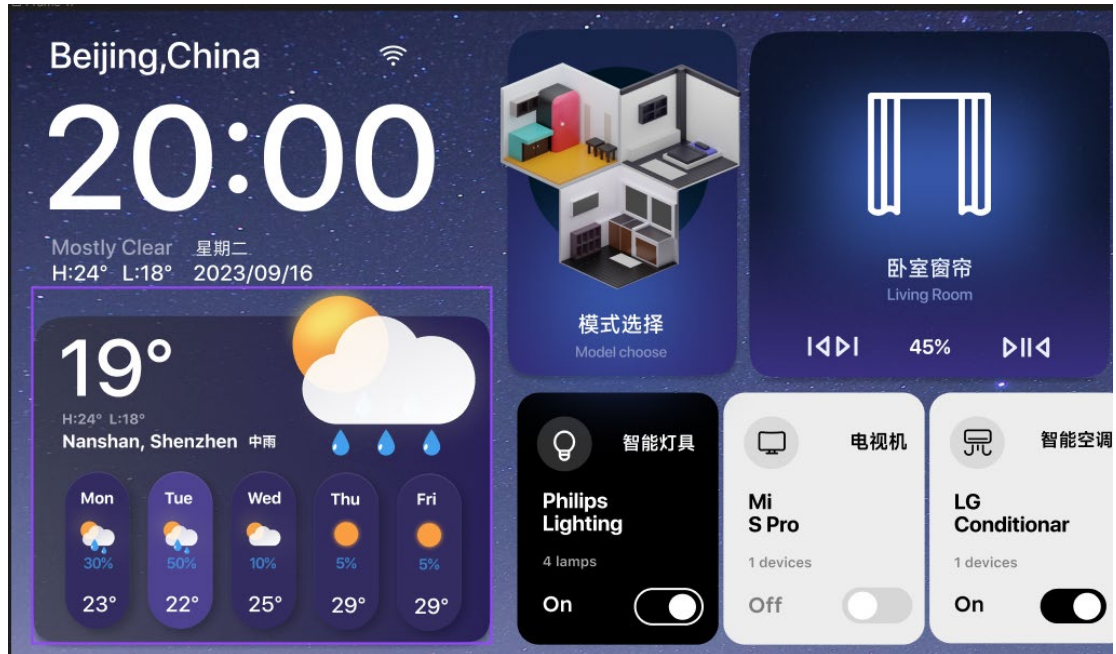 Beijing,China
20:00
Mostly Clear 星期二
H:24° L:18° 2023/09/16
19°
H:24° L:18°
Nanshan, Shenzhen 中雨
Mon Tue Wed Thu Fri
30% 50% 10% 5% 5%
23° 22° 25° 29° 29°
模式选择
Model choose
卧室窗帘
Living Room
45%
智能灯具
Philips
Lighting
4 lamps
On
电视机
Mi
S Pro
1 devices
Off
智能空调
LG
Conditionar
1 devices
On